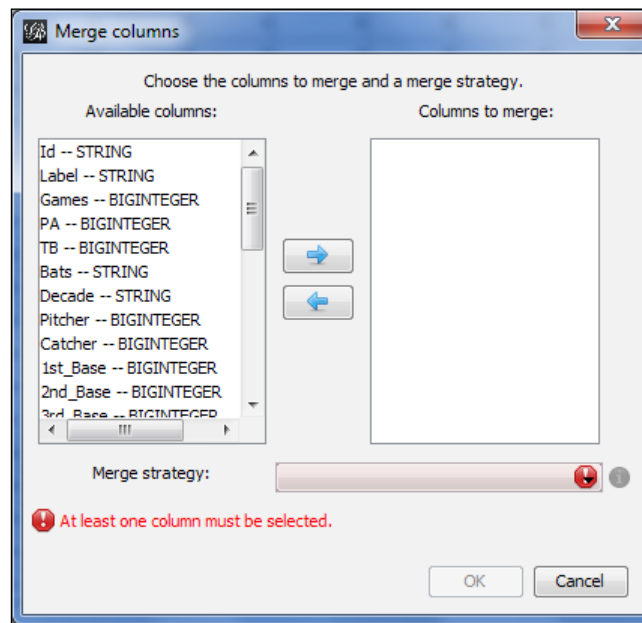 Merge columns
Choose the columns to merge and a merge strategy.
Available columns:
Columns to merge:
Id -- STRING
Label -- STRING
Games -- BIGINTEGER
PA -- BIGINTEGER
TB -- BIGINTEGER
Bats -- STRING
Decade -- STRING
Pitcher -- BIGINTEGER
Catcher -- BIGINTEGER
1st_Base -- BIGINTEGER
2nd_Base -- BIGINTEGER
3rd_Base -- BIGINTEGER
Merge strategy:
At least one column must be selected.
OK
Cancel